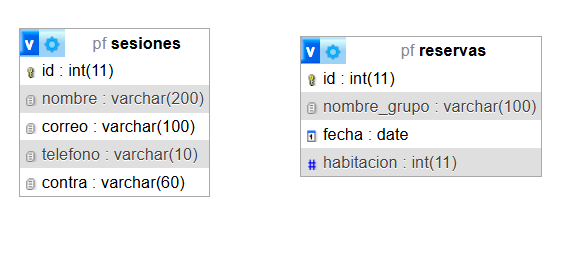 v pf sesiones
id : int(11)
nombre : varchar(200)
correo : varchar(100)
telefono : varchar(10)
contra : varchar(60)
v pf reservas
id : int(11)
nombre_grupo : varchar(100)
1 fecha : date
# habitacion : int(11)